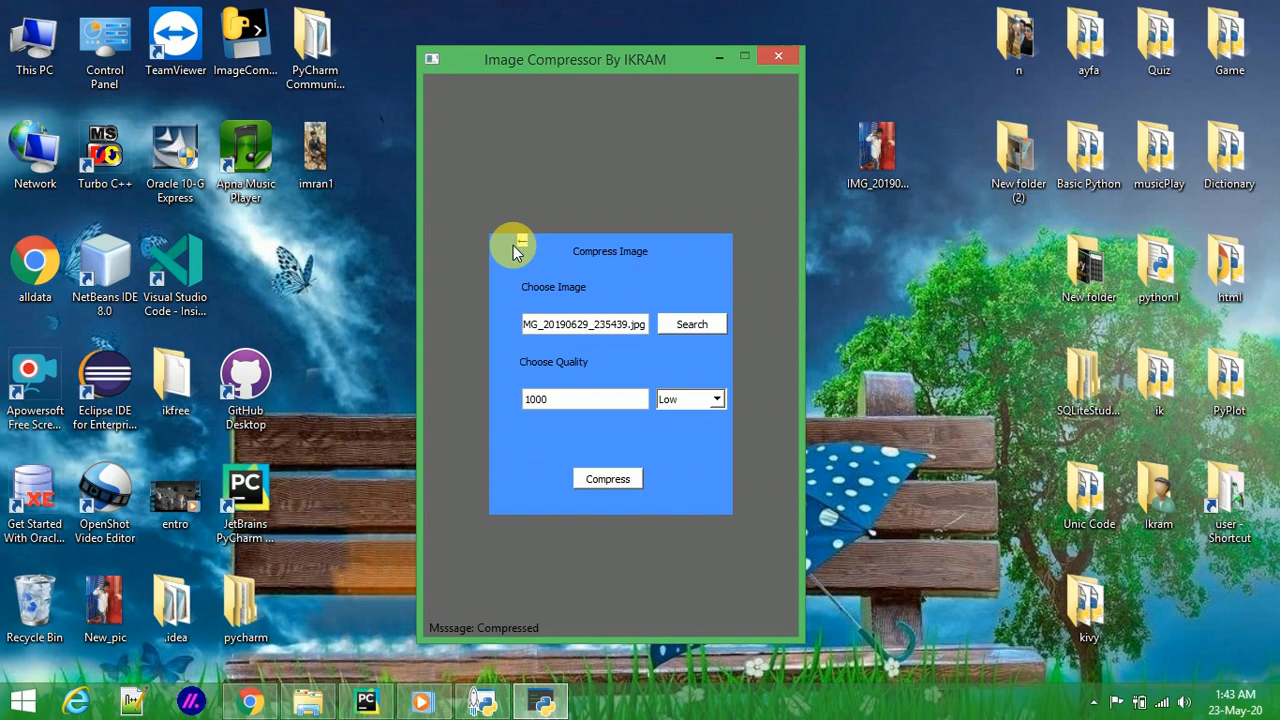 This PC
Control
Panel
TeamViewer
ImageCom...
PyCharm
Communi...
Network
Turbo C++
Oracle 10-G
Express
Apna Music
Player
imran1
alldata
NetBeans IDE
8.0
Visual Studio
Code - Insi...
Apowersoft
Free Scre...
Eclipse IDE
for Enterpri...
ikfree
GitHub
Desktop
Get Started
With Oracl...
OpenShot
Video Editor
entro
JetBrains
PyCharm ...
Recycle Bin
New_pic
.idea
pycharm
Image Compressor By IKRAM
Compress Image
Choose Image
MG_20190629_235439.jpg
Search
Choose Quality
1000
Low
Compress
Msssage: Compressed
IMG_20190...
n
ayfa
Quiz
Game
New folder
(2)
Basic Python
musicPlay
Dictionary
New folder
python1
html
SQLiteStud...
ik
PyPlot
Unic Code
Ikram
user -
Shortcut
kivy
1:43 AM
23-May-20